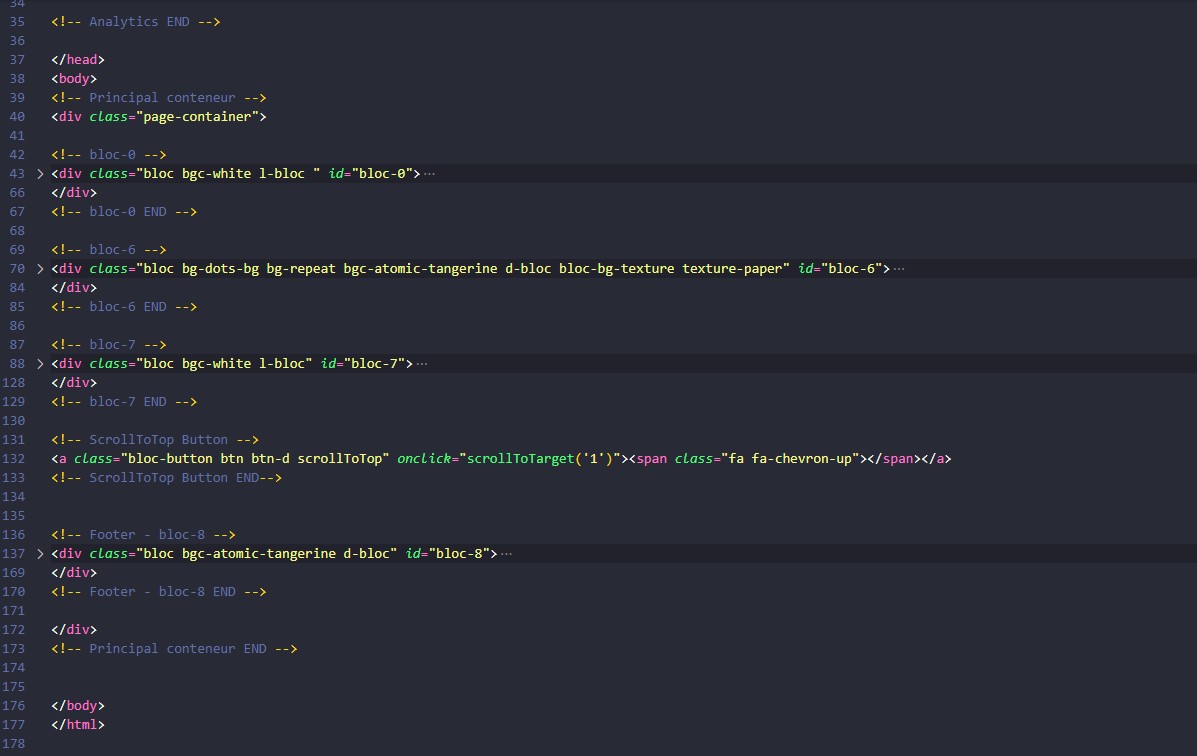 34
35 <!-- Analytics END -->
36
37 </head>
38 <body>
39 <!-- Principal conteneur -->
40 <div class="page-container">
41
42 <!-- bloc-0 -->
43 > <div class="bloc bgc-white l-bloc " id="bloc-0">···
66 </div>
67 <!-- bloc-0 END -->
68
69 <!-- bloc-6 -->
70 > <div class="bloc bg-dots-bg bg-repeat bgc-atomic-tangerine d-bloc bloc-bg-texture texture-paper" id="bloc-6">···
84 </div>
85 <!-- bloc-6 END -->
86
87 <!-- bloc-7 -->
88 > <div class="bloc bgc-white l-bloc" id="bloc-7">···
128 </div>
129 <!-- bloc-7 END -->
130
131 <!-- ScrollToTop Button -->
132 <a class="bloc-button btn btn-d scrollToTop" onclick="scrollToTarget('1')"><span class="fa fa-chevron-up"></span></a>
133 <!-- ScrollToTop Button END-->
134
135
136 <!-- Footer - bloc-8 -->
137 > <div class="bloc bgc-atomic-tangerine d-bloc" id="bloc-8">···
169 </div>
170 <!-- Footer - bloc-8 END -->
171
172 </div>
173 <!-- Principal conteneur END -->
174
175
176 </body>
177 </html>
178